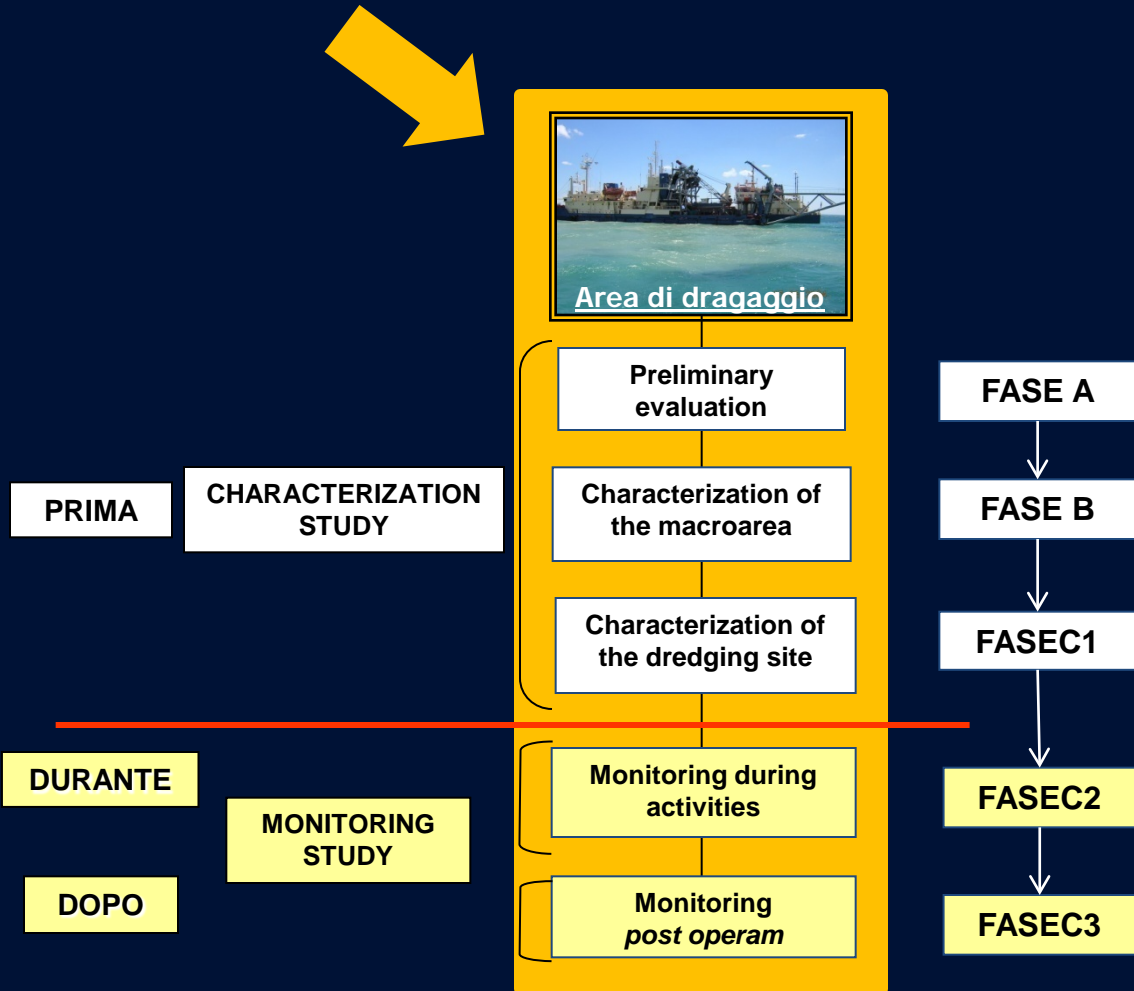 Area di dragaggio
Preliminary
evaluation
FASE A
PRIMA
CHARACTERIZATION
STUDY
Characterization of
the macroarea
FASE B
Characterization of
the dredging site
FASEC1
DURANTE
Monitoring during
activities
FASEC2
MONITORING
STUDY
DOPO
Monitoring
post operam
FASEC3